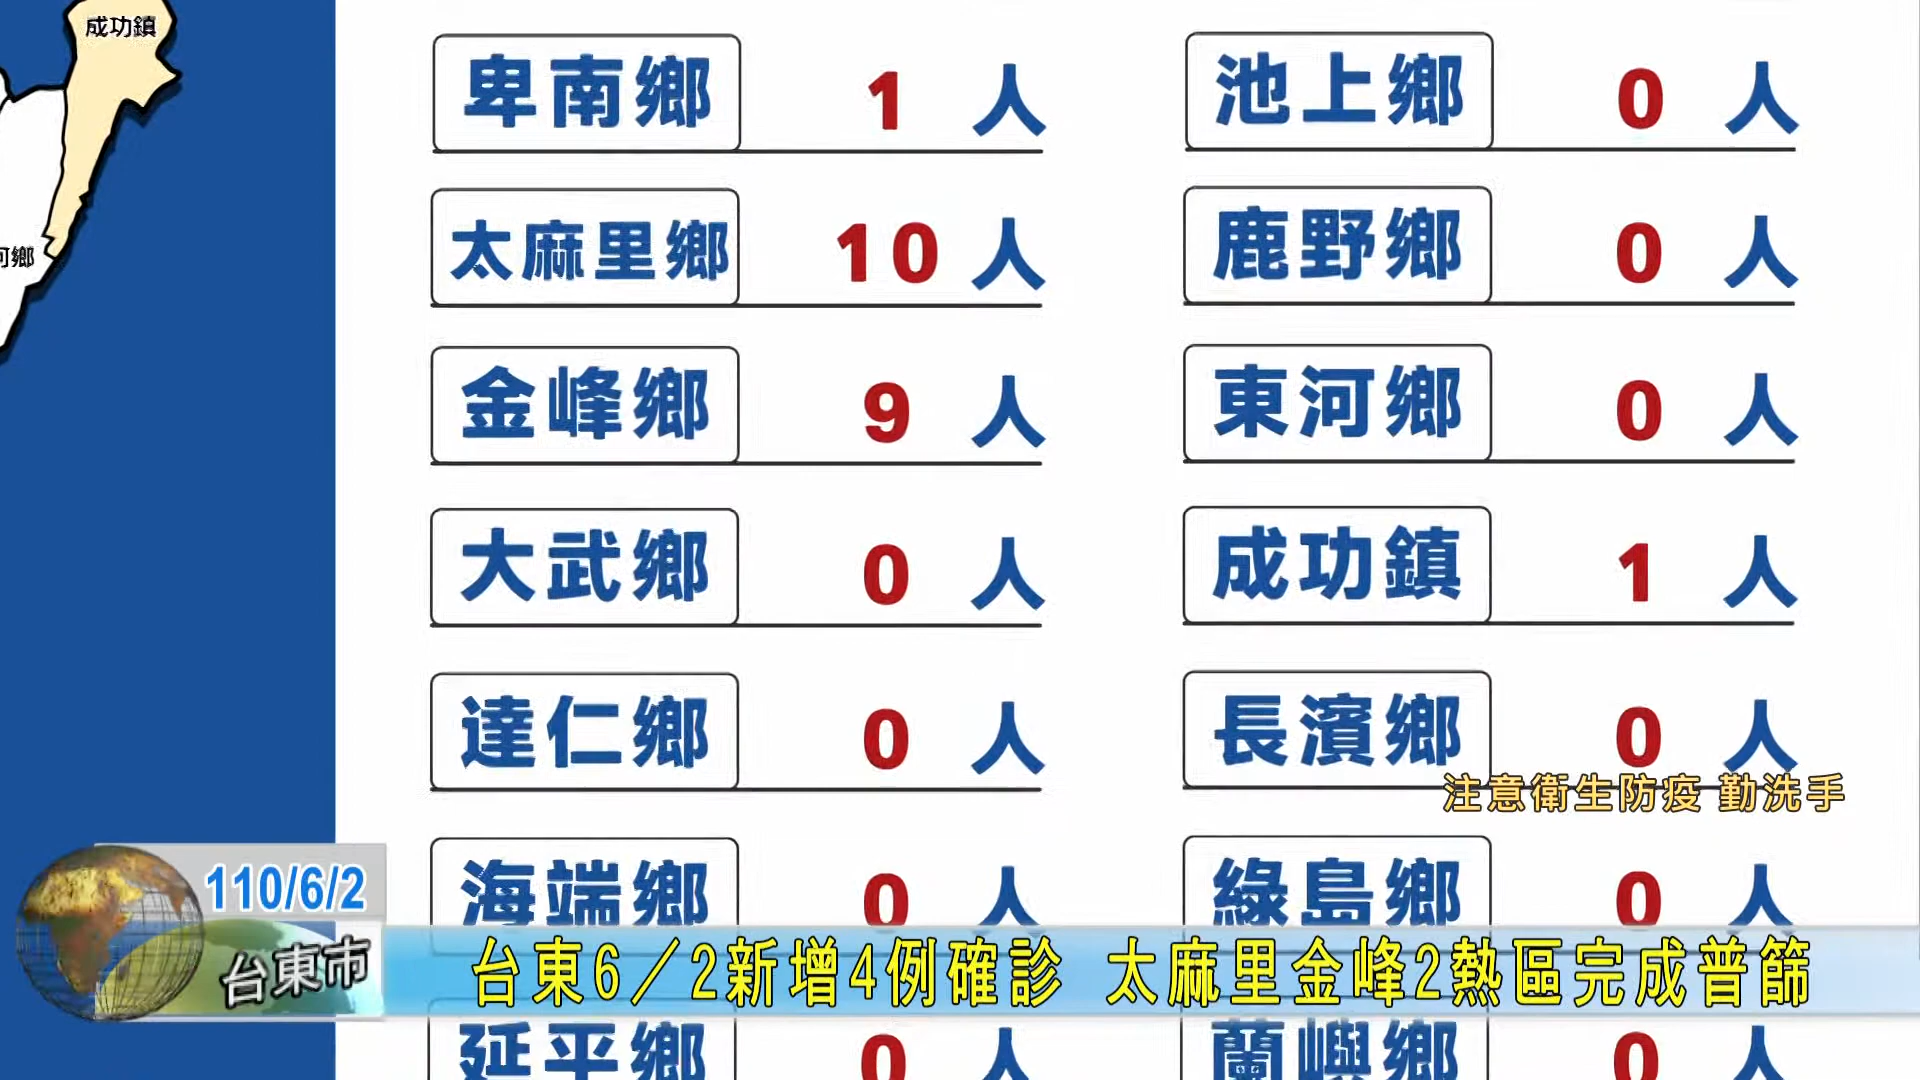 成功鎮
河鄉
卑南鄉 1 人
池上鄉 0 人
太麻里鄉 10 人
鹿野鄉 0 人
金峰鄉 9 人
東河鄉 0 人
大武鄉 0 人
成功鎮 1 人
達仁鄉 0 人
長濱鄉 0 人
注意衛生防疫 勤洗手
海端鄉 0 人
綠島鄉 0 人
110/6/2
台東市
台東6／2新增4例確診 太麻里金峰2熱區完成普篩
延平鄉 0 人
蘭嶼鄉 0 人